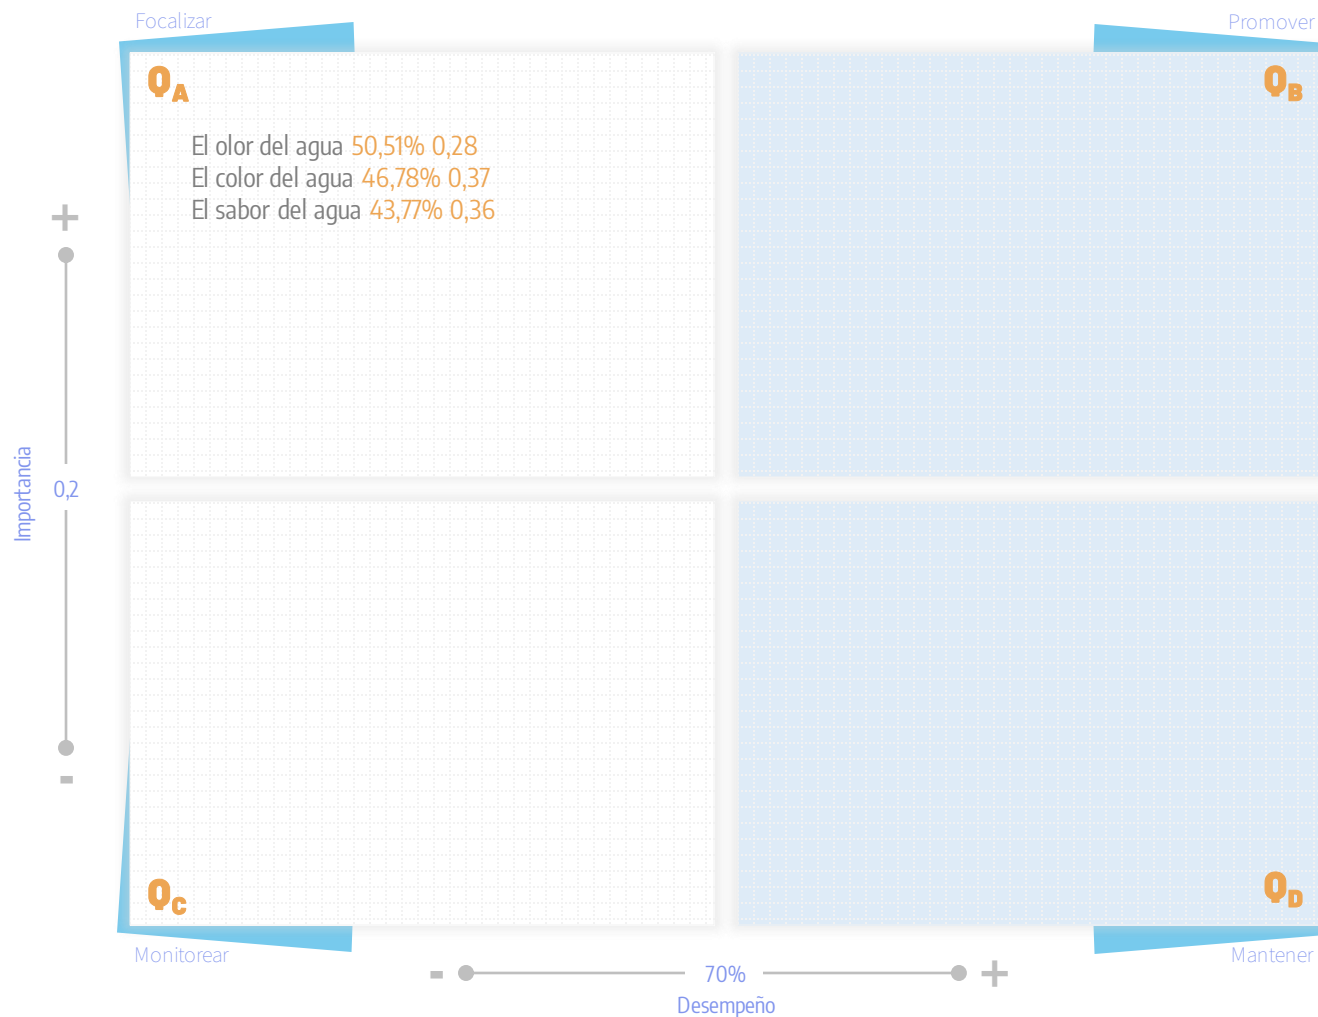 Focalizar
Promover
QA
QB
El olor del agua 50,51% 0,28
El color del agua 46,78% 0,37
El sabor del agua 43,77% 0,36
+
Importancia
0,2
-
QC
QD
Monitorear
Mantener
- 70% +
Desempeño